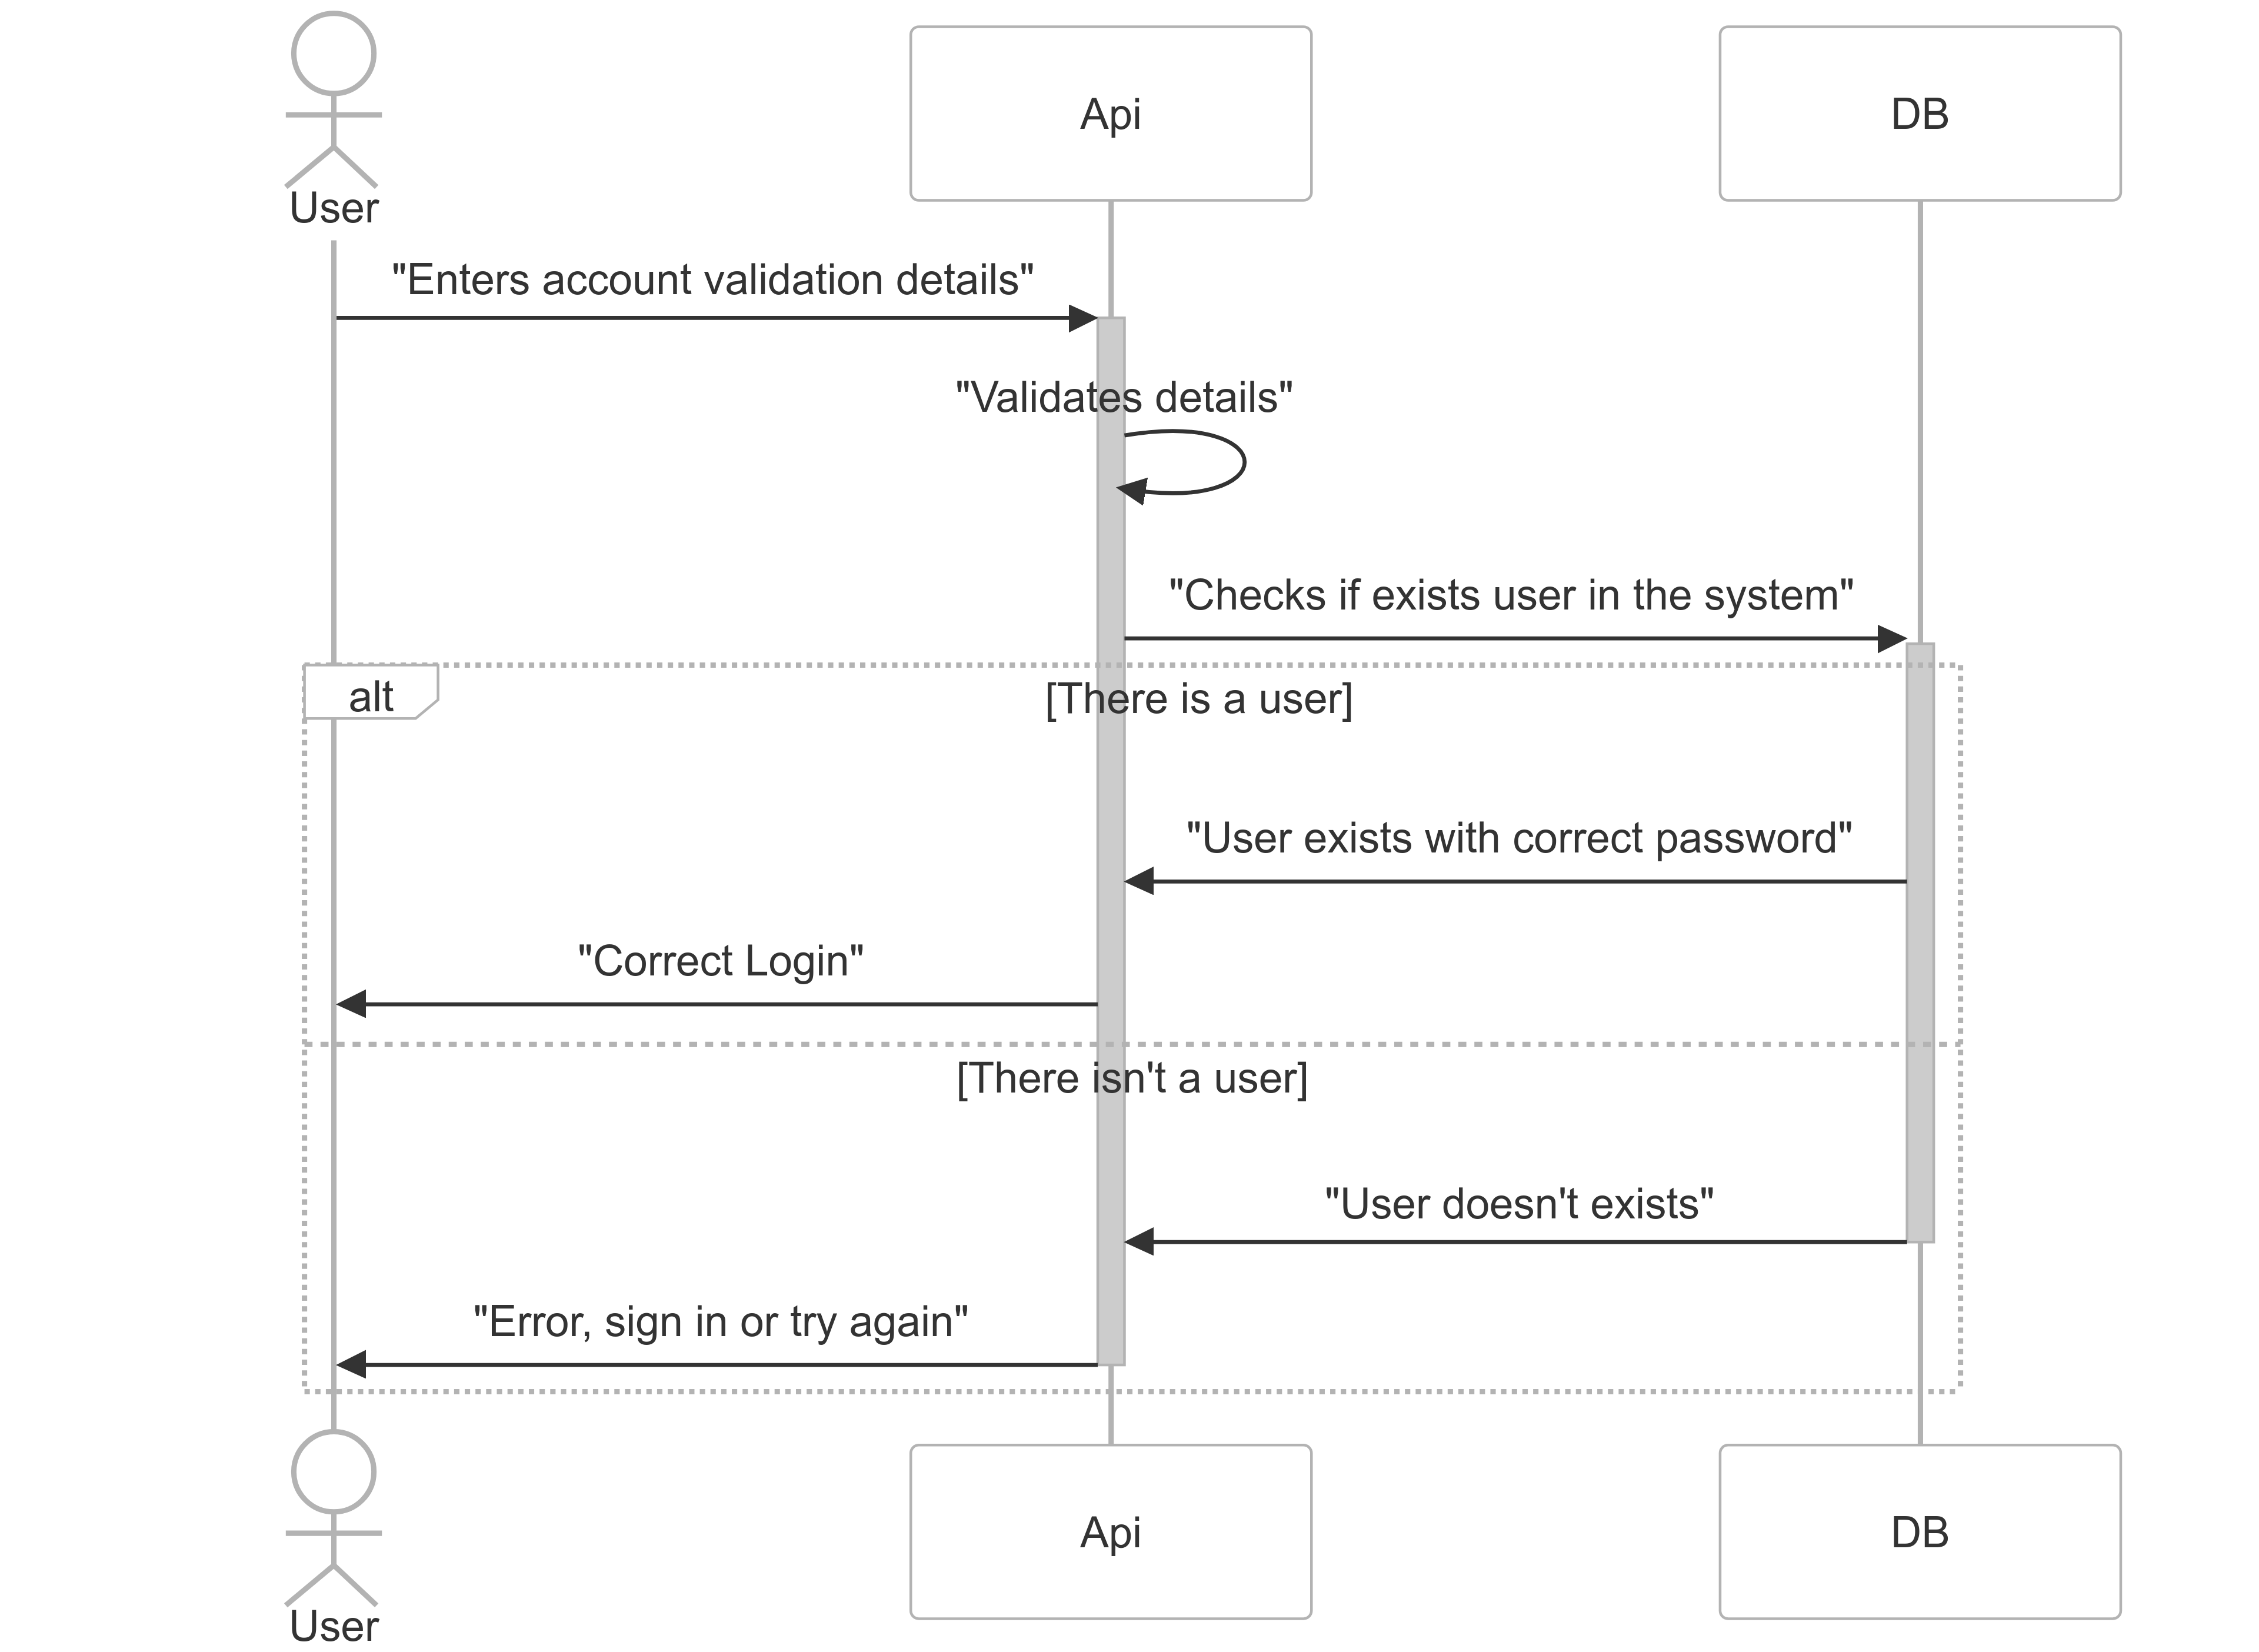 Api
DB
User
"Enters account validation details"
"Validates details"
"Checks if exists user in the system"
alt
[There is a user]
"User exists with correct password"
"Correct Login"
[There isn't a user]
"User doesn't exists"
"Error, sign in or try again"
Api
DB
User